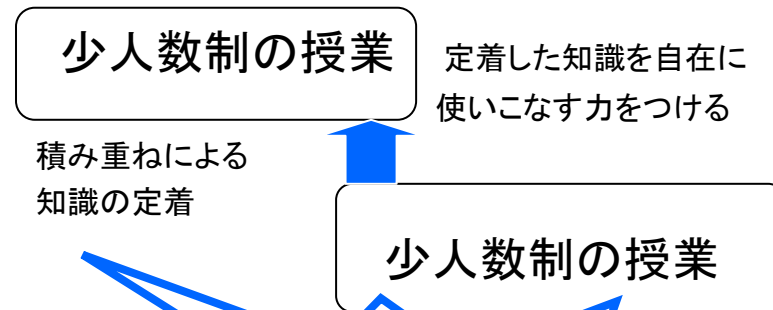 少人数制の授業
定着した知識を自在に
使いこなす力をつける
積み重ねによる
知識の定着
少人数制の授業